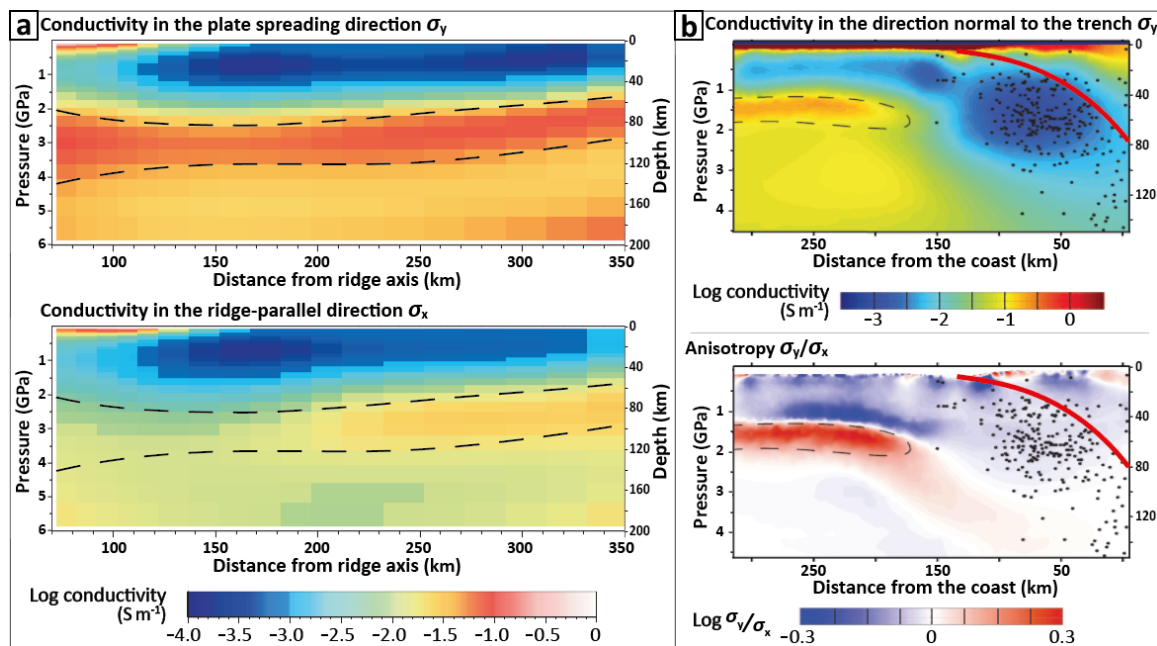 a
Conductivity in the plate spreading direction σy
Pressure (GPa)
1
2
3
4
5
6
0
40
80
120
160
200
Depth (km)
100
150
200
250
300
350
Distance from ridge axis (km)
Conductivity in the ridge-parallel direction σx
Pressure (GPa)
1
2
3
4
5
6
0
40
80
120
160
200
Depth (km)
100
150
200
250
300
350
Distance from ridge axis (km)
Log conductivity
(S m⁻¹)
−4.0 −3.5 −3.0 −2.5 −2.0 −1.5 −1.0 −0.5 0
b
Conductivity in the direction normal to the trench σy
Pressure (GPa)
1
2
3
4
0
40
80
120
Depth (km)
250
150
50
Distance from the coast (km)
Log conductivity
(S m⁻¹)
−3 −2 −1 0
Anisotropy σy/σx
Pressure (GPa)
1
2
3
4
0
40
80
120
Depth (km)
250
150
50
Distance from the coast (km)
Log σy/σx
−0.3 0 0.3